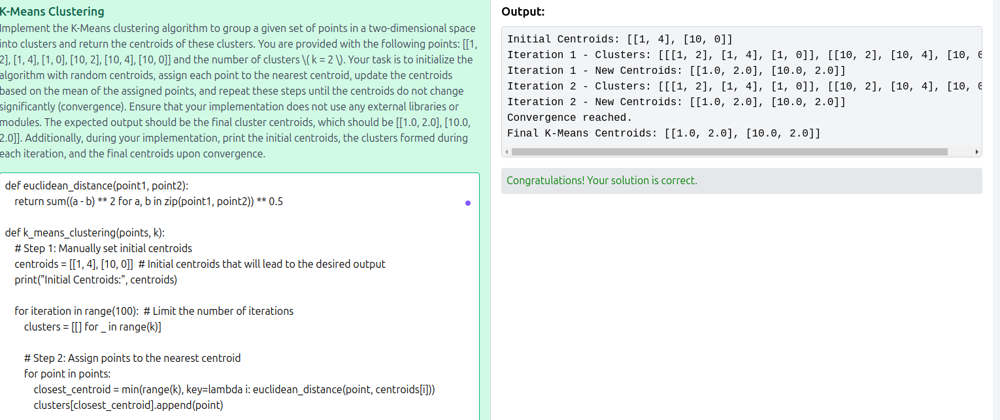 K-Means Clustering
Implement the K-Means clustering algorithm to group a given set of points in a two-dimensional space
into clusters and return the centroids of these clusters. You are provided with the following points: [[1,
2], [1, 4], [1, 0], [10, 2], [10, 4], [10, 0]] and the number of clusters \( k = 2 \). Your task is to initialize the
algorithm with random centroids, assign each point to the nearest centroid, update the centroids
based on the mean of the assigned points, and repeat these steps until the centroids do not change
significantly (convergence). Ensure that your implementation does not use any external libraries or
modules. The expected output should be the final cluster centroids, which should be [[1.0, 2.0], [10.0,
2.0]]. Additionally, during your implementation, print the initial centroids, the clusters formed during
each iteration, and the final centroids upon convergence.
def euclidean_distance(point1, point2):
    return sum((a - b) ** 2 for a, b in zip(point1, point2)) ** 0.5
def k_means_clustering(points, k):
    # Step 1: Manually set initial centroids
    centroids = [[1, 4], [10, 0]]  # Initial centroids that will lead to the desired output
    print("Initial Centroids:", centroids)
    for iteration in range(100):  # Limit the number of iterations
        clusters = [[] for _ in range(k)]
        # Step 2: Assign points to the nearest centroid
        for point in points:
            closest_centroid = min(range(k), key=lambda i: euclidean_distance(point, centroids[i]))
            clusters[closest_centroid].append(point)
Output:
Initial Centroids: [[1, 4], [10, 0]]
Iteration 1 - Clusters: [[[1, 2], [1, 4], [1, 0]], [[10, 2], [10, 4], [10, 0
Iteration 1 - New Centroids: [[1.0, 2.0], [10.0, 2.0]]
Iteration 2 - Clusters: [[[1, 2], [1, 4], [1, 0]], [[10, 2], [10, 4], [10, 0
Iteration 2 - New Centroids: [[1.0, 2.0], [10.0, 2.0]]
Convergence reached.
Final K-Means Centroids: [[1.0, 2.0], [10.0, 2.0]]
Congratulations! Your solution is correct.